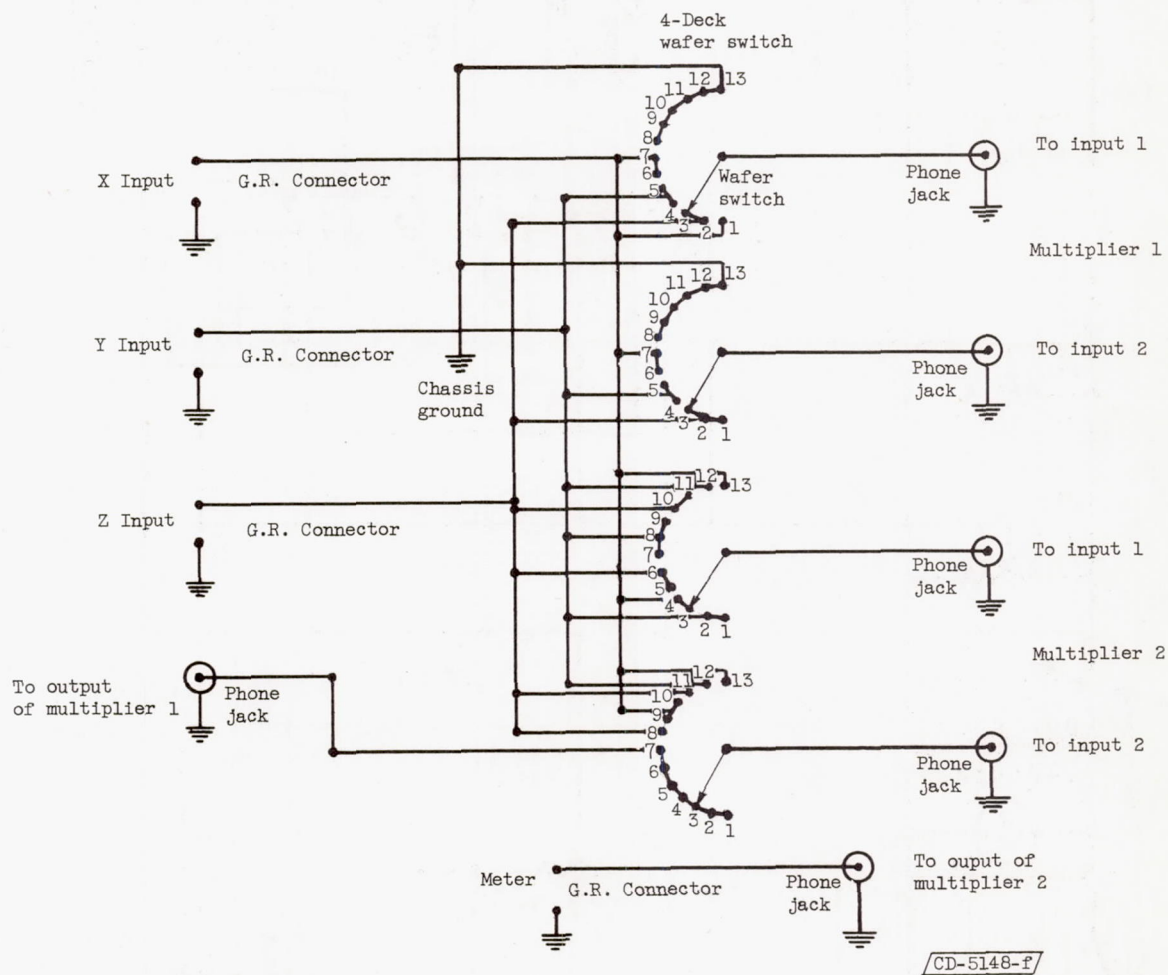 4-Deck
wafer switch
13
12
11
10
9
8
7
6
5
4
3
2
1
X Input
G.R. Connector
Wafer
switch
Phone
jack
To input 1
Multiplier 1
13
12
11
10
9
8
7
6
5
4
3
2
1
Y Input
G.R. Connector
Chassis
ground
Phone
jack
To input 2
13
12
11
10
9
8
7
6
5
4
3
2
1
Z Input
G.R. Connector
Phone
jack
To input 1
Multiplier 2
13
12
11
10
9
8
7
6
5
4
3
2
1
To output
of multiplier 1
Phone
jack
Phone
jack
To input 2
Meter
G.R. Connector
Phone
jack
To ouput of
multiplier 2
CD-5148-f